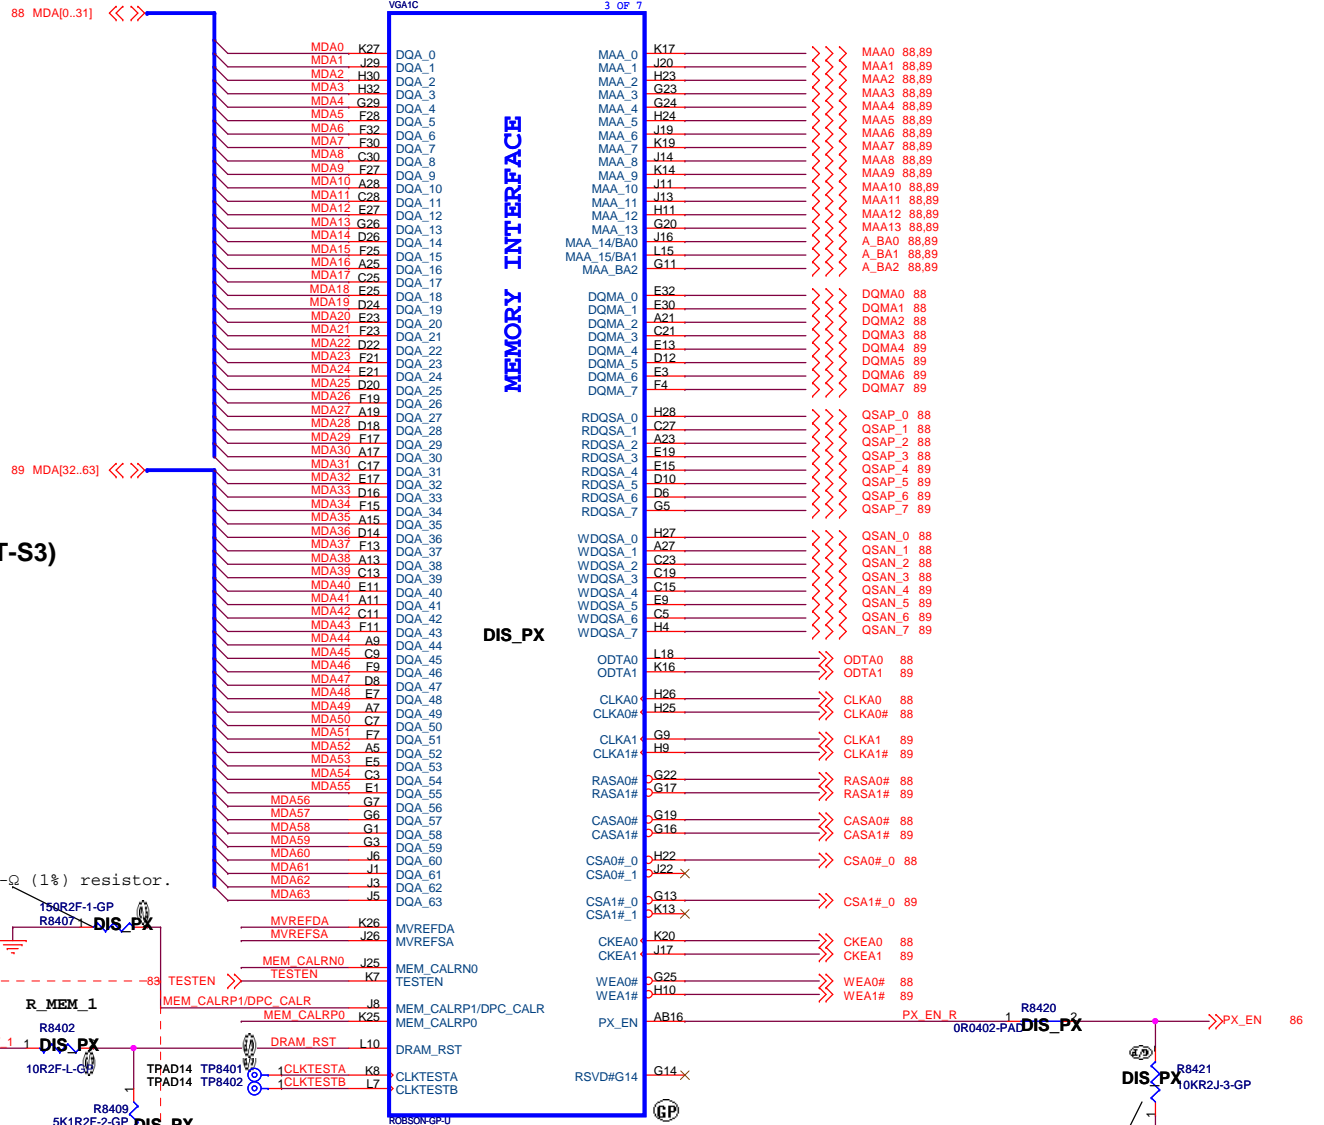 VGA1C 3 OF 7
88 MDA[0..31]
MDA0 K27 DQA_0 MAA_0 K17 MAA0 88,89
MDA1 J29 DQA_1 MAA_1 J20 MAA1 88,89
MDA2 H30 DQA_2 MAA_2 H23 MAA2 88,89
MDA3 H32 DQA_3 MAA_3 G23 MAA3 88,89
MDA4 G29 DQA_4 MAA_4 G24 MAA4 88,89
MDA5 F28 DQA_5 MAA_5 H24 MAA5 88,89
MDA6 F32 DQA_6 MAA_6 J19 MAA6 88,89
MDA7 F30 DQA_7 MAA_7 K19 MAA7 88,89
MDA8 C30 DQA_8 MAA_8 J14 MAA8 88,89
MDA9 F27 DQA_9 MAA_9 K14 MAA9 88,89
MDA10 A28 DQA_10 MAA_10 J11 MAA10 88,89
MDA11 C28 DQA_11 MAA_11 J13 MAA11 88,89
MDA12 E27 DQA_12 MAA_12 H11 MAA12 88,89
MDA13 G26 DQA_13 MAA_13 G20 MAA13 88,89
MDA14 D26 DQA_14 MAA_14/BA0 J16 A_BA0 88,89
MDA15 F25 DQA_15 MAA_15/BA1 L15 A_BA1 88,89
MDA16 A25 DQA_16 MAA_BA2 G11 A_BA2 88,89
MDA17 C25 DQA_17
MDA18 E25 DQA_18 DQMA_0 E32 DQMA0 88
MDA19 D24 DQA_19 DQMA_1 E30 DQMA1 88
MDA20 E23 DQA_20 DQMA_2 A21 DQMA2 88
MDA21 F23 DQA_21 DQMA_3 C21 DQMA3 88
MDA22 D22 DQA_22 DQMA_4 E13 DQMA4 89
MDA23 F21 DQA_23 DQMA_5 D12 DQMA5 89
MDA24 E21 DQA_24 DQMA_6 E3 DQMA6 89
MDA25 D20 DQA_25 DQMA_7 F4 DQMA7 89
MDA26 F19 DQA_26
MDA27 A19 DQA_27 RDQSA_0 H28 QSAP_0 88
MDA28 D18 DQA_28 RDQSA_1 C27 QSAP_1 88
MDA29 F17 DQA_29 RDQSA_2 A23 QSAP_2 88
MDA30 A17 DQA_30 RDQSA_3 E19 QSAP_3 88
MDA31 C17 DQA_31 RDQSA_4 E15 QSAP_4 89
89 MDA[32..63]
MDA32 E17 DQA_32 RDQSA_5 D10 QSAP_5 89
MDA33 D16 DQA_33 RDQSA_6 D6 QSAP_6 89
MDA34 F15 DQA_34 RDQSA_7 G5 QSAP_7 89
MDA35 A15 DQA_35
MDA36 D14 DQA_36 WDQSA_0 H27 QSAN_0 88
MDA37 F13 DQA_37 WDQSA_1 A27 QSAN_1 88
MDA38 A13 DQA_38 WDQSA_2 C23 QSAN_2 88
MDA39 C13 DQA_39 WDQSA_3 C19 QSAN_3 88
MDA40 E11 DQA_40 WDQSA_4 C15 QSAN_4 89
MDA41 A11 DQA_41 WDQSA_5 E9 QSAN_5 89
MDA42 C11 DQA_42 WDQSA_6 C5 QSAN_6 89
MDA43 F11 DQA_43 WDQSA_7 H4 QSAN_7 89
MDA44 A9 DQA_44
MDA45 C9 DQA_45 ODTA0 L18 ODTA0 88
MDA46 F9 DQA_46 ODTA1 K16 ODTA1 89
MDA47 D8 DQA_47
MDA48 E7 DQA_48 CLKA0 H26 CLKA0 88
MDA49 A7 DQA_49 CLKA0# H25 CLKA0# 88
MDA50 C7 DQA_50
MDA51 F7 DQA_51 CLKA1 G9 CLKA1 89
MDA52 A5 DQA_52 CLKA1# H9 CLKA1# 89
MDA53 E5 DQA_53
MDA54 C3 DQA_54 RASA0# G22 RASA0# 88
MDA55 E1 DQA_55 RASA1# G17 RASA1# 89
MDA56 G7 DQA_56
MDA57 G6 DQA_57 CASA0# G19 CASA0# 88
MDA58 G1 DQA_58 CASA1# G16 CASA1# 89
MDA59 G3 DQA_59
MDA60 J6 DQA_60 CSA0#_0 H22 CSA0#_0 88
MDA61 J1 DQA_61 CSA0#_1 J22
MDA62 J3 DQA_62
MDA63 J5 DQA_63 CSA1#_0 G13 CSA1#_0 89
CSA1#_1 K13
MEMORY INTERFACE
DIS_PX
T-S3)
-Ω (1%) resistor.
150R2F-1-GP
R8407 1 DIS_PX
MVREFDA K26 MVREFDA
MVREFSA J26 MVREFSA CKEA0 K20 CKEA0 88
CKEA1 J17 CKEA1 89
MEM_CALRN0 J25 MEM_CALRN0
83 TESTEN TESTEN K7 TESTEN WEA0# G25 WEA0# 88
WEA1# H10 WEA1# 89
R_MEM_1
MEM_CALRP1/DPC_CALR J8 MEM_CALRP1/DPC_CALR
MEM_CALRP0 K25 MEM_CALRP0 PX_EN AB16 PX_EN_R 1 R8420 2 PX_EN 86
0R0402-PAD DIS_PX
R8402
_1 1 DIS_PX
10R2F-L-GP
DRAM_RST L10 DRAM_RST
TPAD14 TP8401 1 CLKTESTA K8 CLKTESTA RSVD#G14 G14
TPAD14 TP8402 1 CLKTESTB L7 CLKTESTB
R8421
DIS_PX
10KR2J-3-GP
1
1
R8409
5K1R2F-2-GP DIS_PX
ROBSON-GP-U
GP